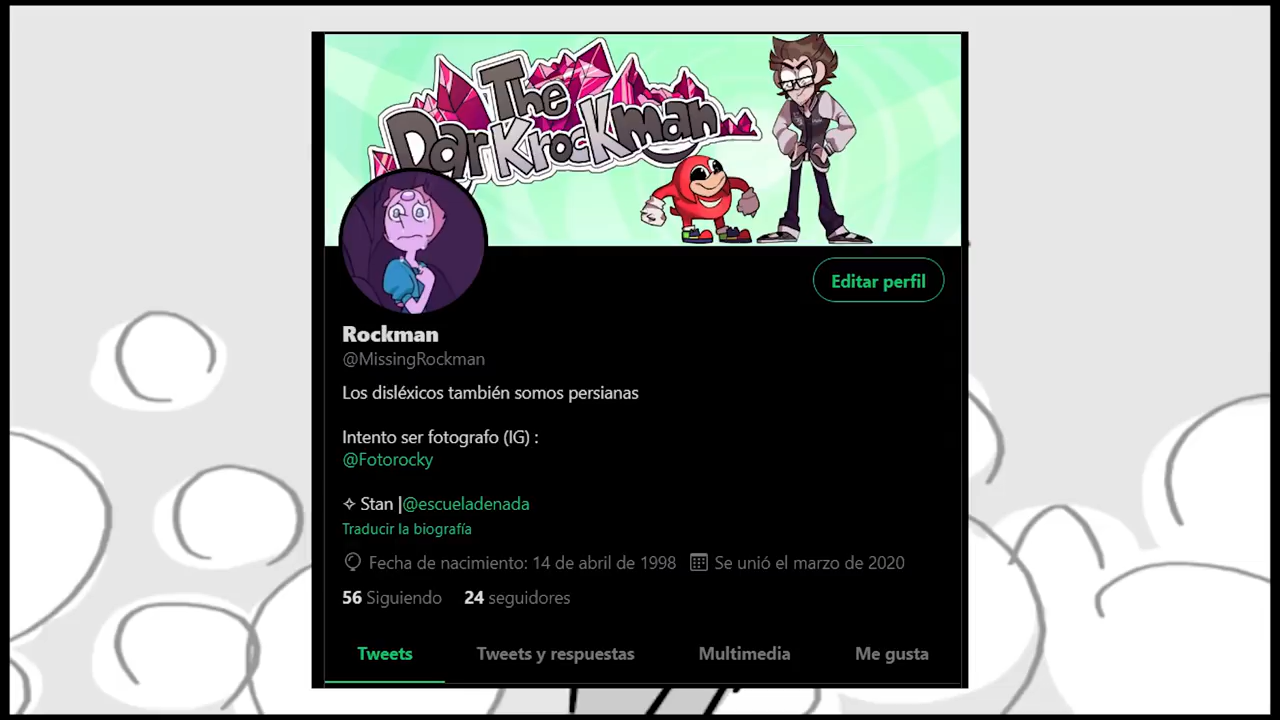 The
Darkrockman
Editar perfil
Rockman
@MissingRockman
Los disléxicos también somos persianas
Intento ser fotografo (IG) :
@Fotorocky
✧ Stan |@escueladenada
Traducir la biografía
Fecha de nacimiento: 14 de abril de 1998 Se unió el marzo de 2020
56 Siguiendo 24 seguidores
Tweets Tweets y respuestas Multimedia Me gusta